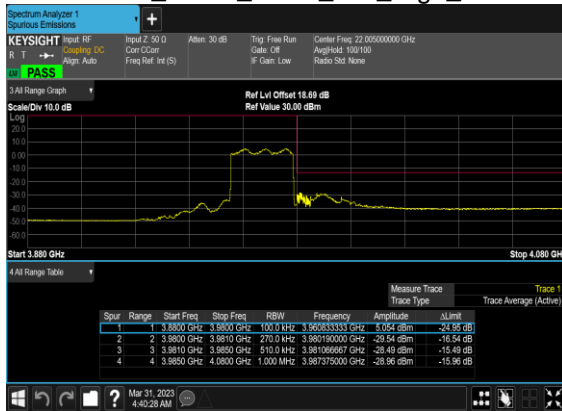 Spectrum Analyzer 1
Spurious Emissions
KEYSIGHT Input: RF Input Z: 50 Ω Atten: 30 dB Trig: Free Run Center Freq: 22.005000000 GHz
R T Coupling: DC Corr CCorr Gate: Off Avg|Hold: 100/100
Align: Auto Freq Ref: Int (S) IF Gain: Low Radio Std: None
PASS
3 All Range Graph
Ref Lvl Offset 18.69 dB
Scale/Div 10.0 dB Ref Value 30.00 dBm
Log
20.0
10.0
0.00
-10.0
-20.0
-30.0
-40.0
-50.0
-60.0
Start 3.880 GHz Stop 4.080 GHz
4 All Range Table
Measure Trace Trace 1
Trace Type Trace Average (Active)
Spur Range Start Freq Stop Freq RBW Frequency Amplitude ΔLimit
1 1 3.8800 GHz 3.9800 GHz 100.0 kHz 3.960833333 GHz 5.054 dBm -24.95 dB
2 2 3.9800 GHz 3.9810 GHz 270.0 kHz 3.980190000 GHz -29.54 dBm -16.54 dB
3 3 3.9810 GHz 3.9850 GHz 510.0 kHz 3.981066667 GHz -28.49 dBm -15.49 dB
4 4 3.9850 GHz 4.0800 GHz 1.000 MHz 3.987375000 GHz -28.96 dBm -15.96 dB
Mar 31, 2023
4:40:28 AM